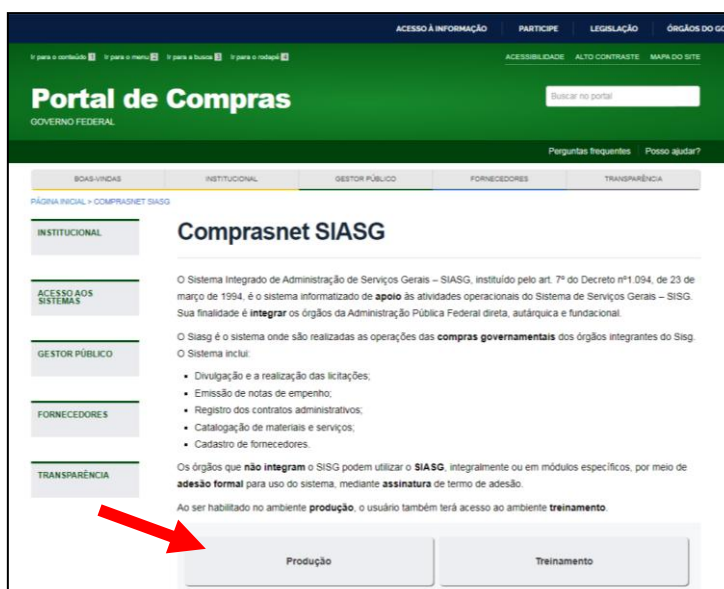 ACESSO À INFORMAÇÃO PARTICIPE LEGISLAÇÃO ÓRGÃOS DO GO
Ir para o conteúdo 1 Ir para o menu 2 Ir para a busca 3 Ir para o rodapé 4 ACESSIBILIDADE ALTO CONTRASTE MAPA DO SITE
Portal de Compras
Buscar no portal
GOVERNO FEDERAL
Perguntas frequentes Posso ajudar?
BOAS-VINDAS INSTITUCIONAL GESTOR PÚBLICO FORNECEDORES TRANSPARÊNCIA
PÁGINA INICIAL > COMPRASNET SIASG
INSTITUCIONAL
ACESSO AOS
SISTEMAS
GESTOR PÚBLICO
FORNECEDORES
TRANSPARÊNCIA
Comprasnet SIASG
O Sistema Integrado de Administração de Serviços Gerais – SIASG, instituído pelo art. 7º do Decreto nº1.094, de 23 de
março de 1994, é o sistema informatizado de apoio às atividades operacionais do Sistema de Serviços Gerais – SISG.
Sua finalidade é integrar os órgãos da Administração Pública Federal direta, autárquica e fundacional.
O Siasg é o sistema onde são realizadas as operações das compras governamentais dos órgãos integrantes do Sisg.
O Sistema inclui:
• Divulgação e a realização das licitações;
• Emissão de notas de empenho;
• Registro dos contratos administrativos;
• Catalogação de materiais e serviços;
• Cadastro de fornecedores.
Os órgãos que não integram o SISG podem utilizar o SIASG, integralmente ou em módulos específicos, por meio de
adesão formal para uso do sistema, mediante assinatura de termo de adesão.
Ao ser habilitado no ambiente produção, o usuário também terá acesso ao ambiente treinamento.
Produção Treinamento